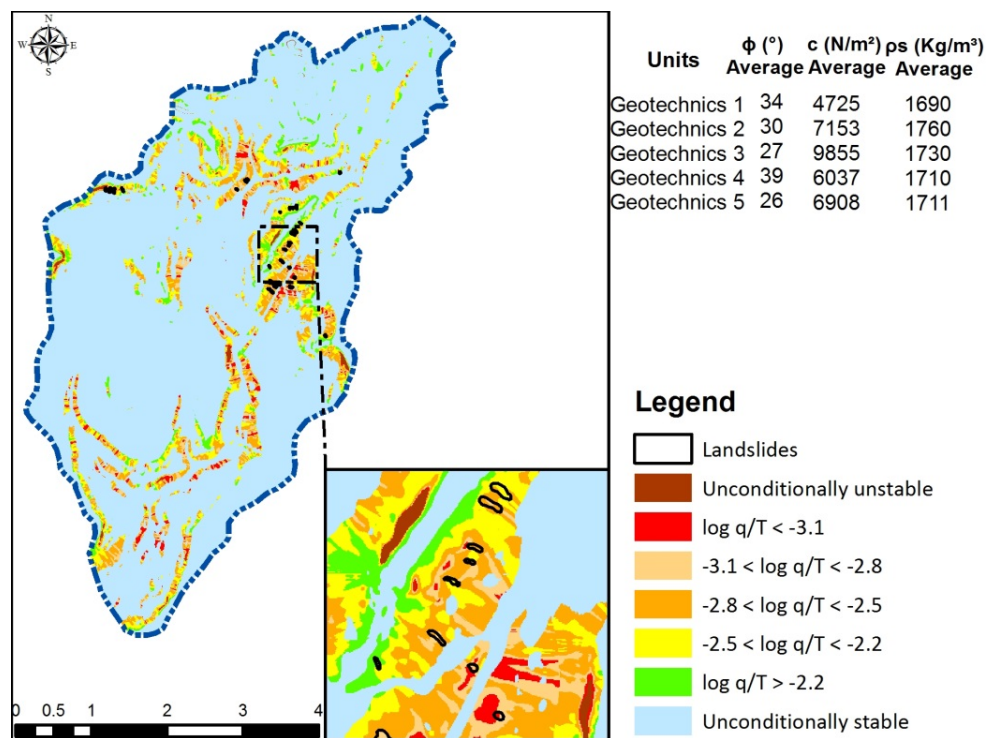 N
W E
S
Units ϕ (°) c (N/m²) ρs (Kg/m³)
Average Average Average
Geotechnics 1 34 4725 1690
Geotechnics 2 30 7153 1760
Geotechnics 3 27 9855 1730
Geotechnics 4 39 6037 1710
Geotechnics 5 26 6908 1711
Legend
Landslides
Unconditionally unstable
log q/T < -3.1
-3.1 < log q/T < -2.8
-2.8 < log q/T < -2.5
-2.5 < log q/T < -2.2
log q/T > -2.2
Unconditionally stable
0 0.5 1 2 3 4